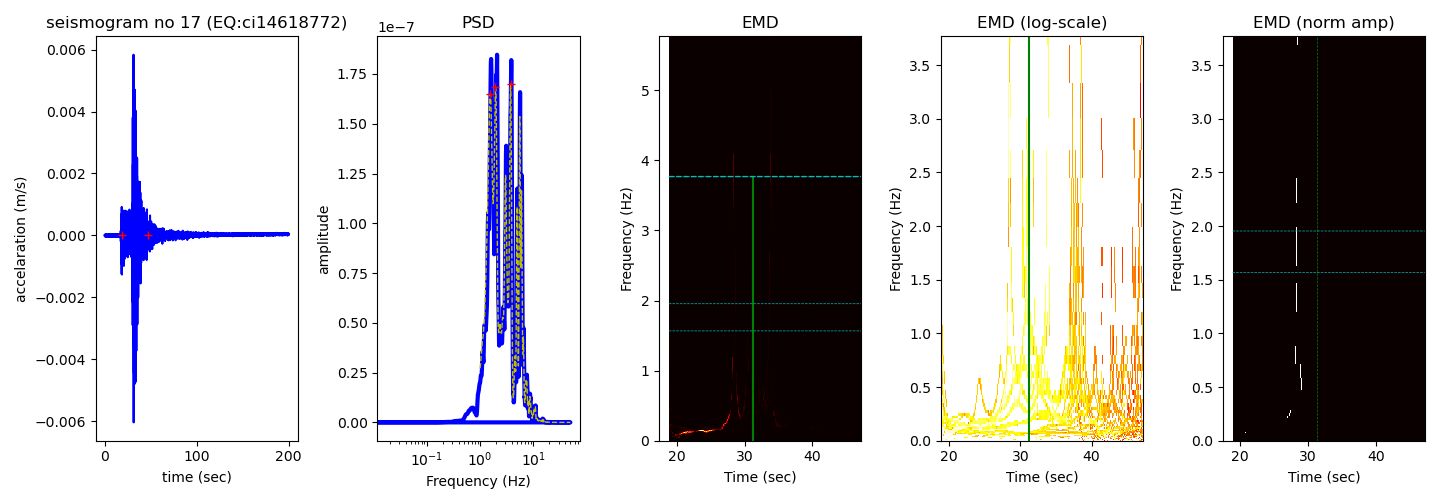 seismogram no 17 (EQ:ci14618772)
accelaration (m/s)
0.006
0.004
0.002
0.000
−0.002
−0.004
−0.006
0 100 200
time (sec)
PSD
1e−7
amplitude
1.75
1.50
1.25
1.00
0.75
0.50
0.25
0.00
10⁻¹ 10⁰ 10¹
Frequency (Hz)
EMD
Frequency (Hz)
5
4
3
2
1
0
20 30 40
Time (sec)
EMD (log-scale)
Frequency (Hz)
3.5
3.0
2.5
2.0
1.5
1.0
0.5
0.0
20 30 40
Time (sec)
EMD (norm amp)
Frequency (Hz)
3.5
3.0
2.5
2.0
1.5
1.0
0.5
0.0
20 30 40
Time (sec)